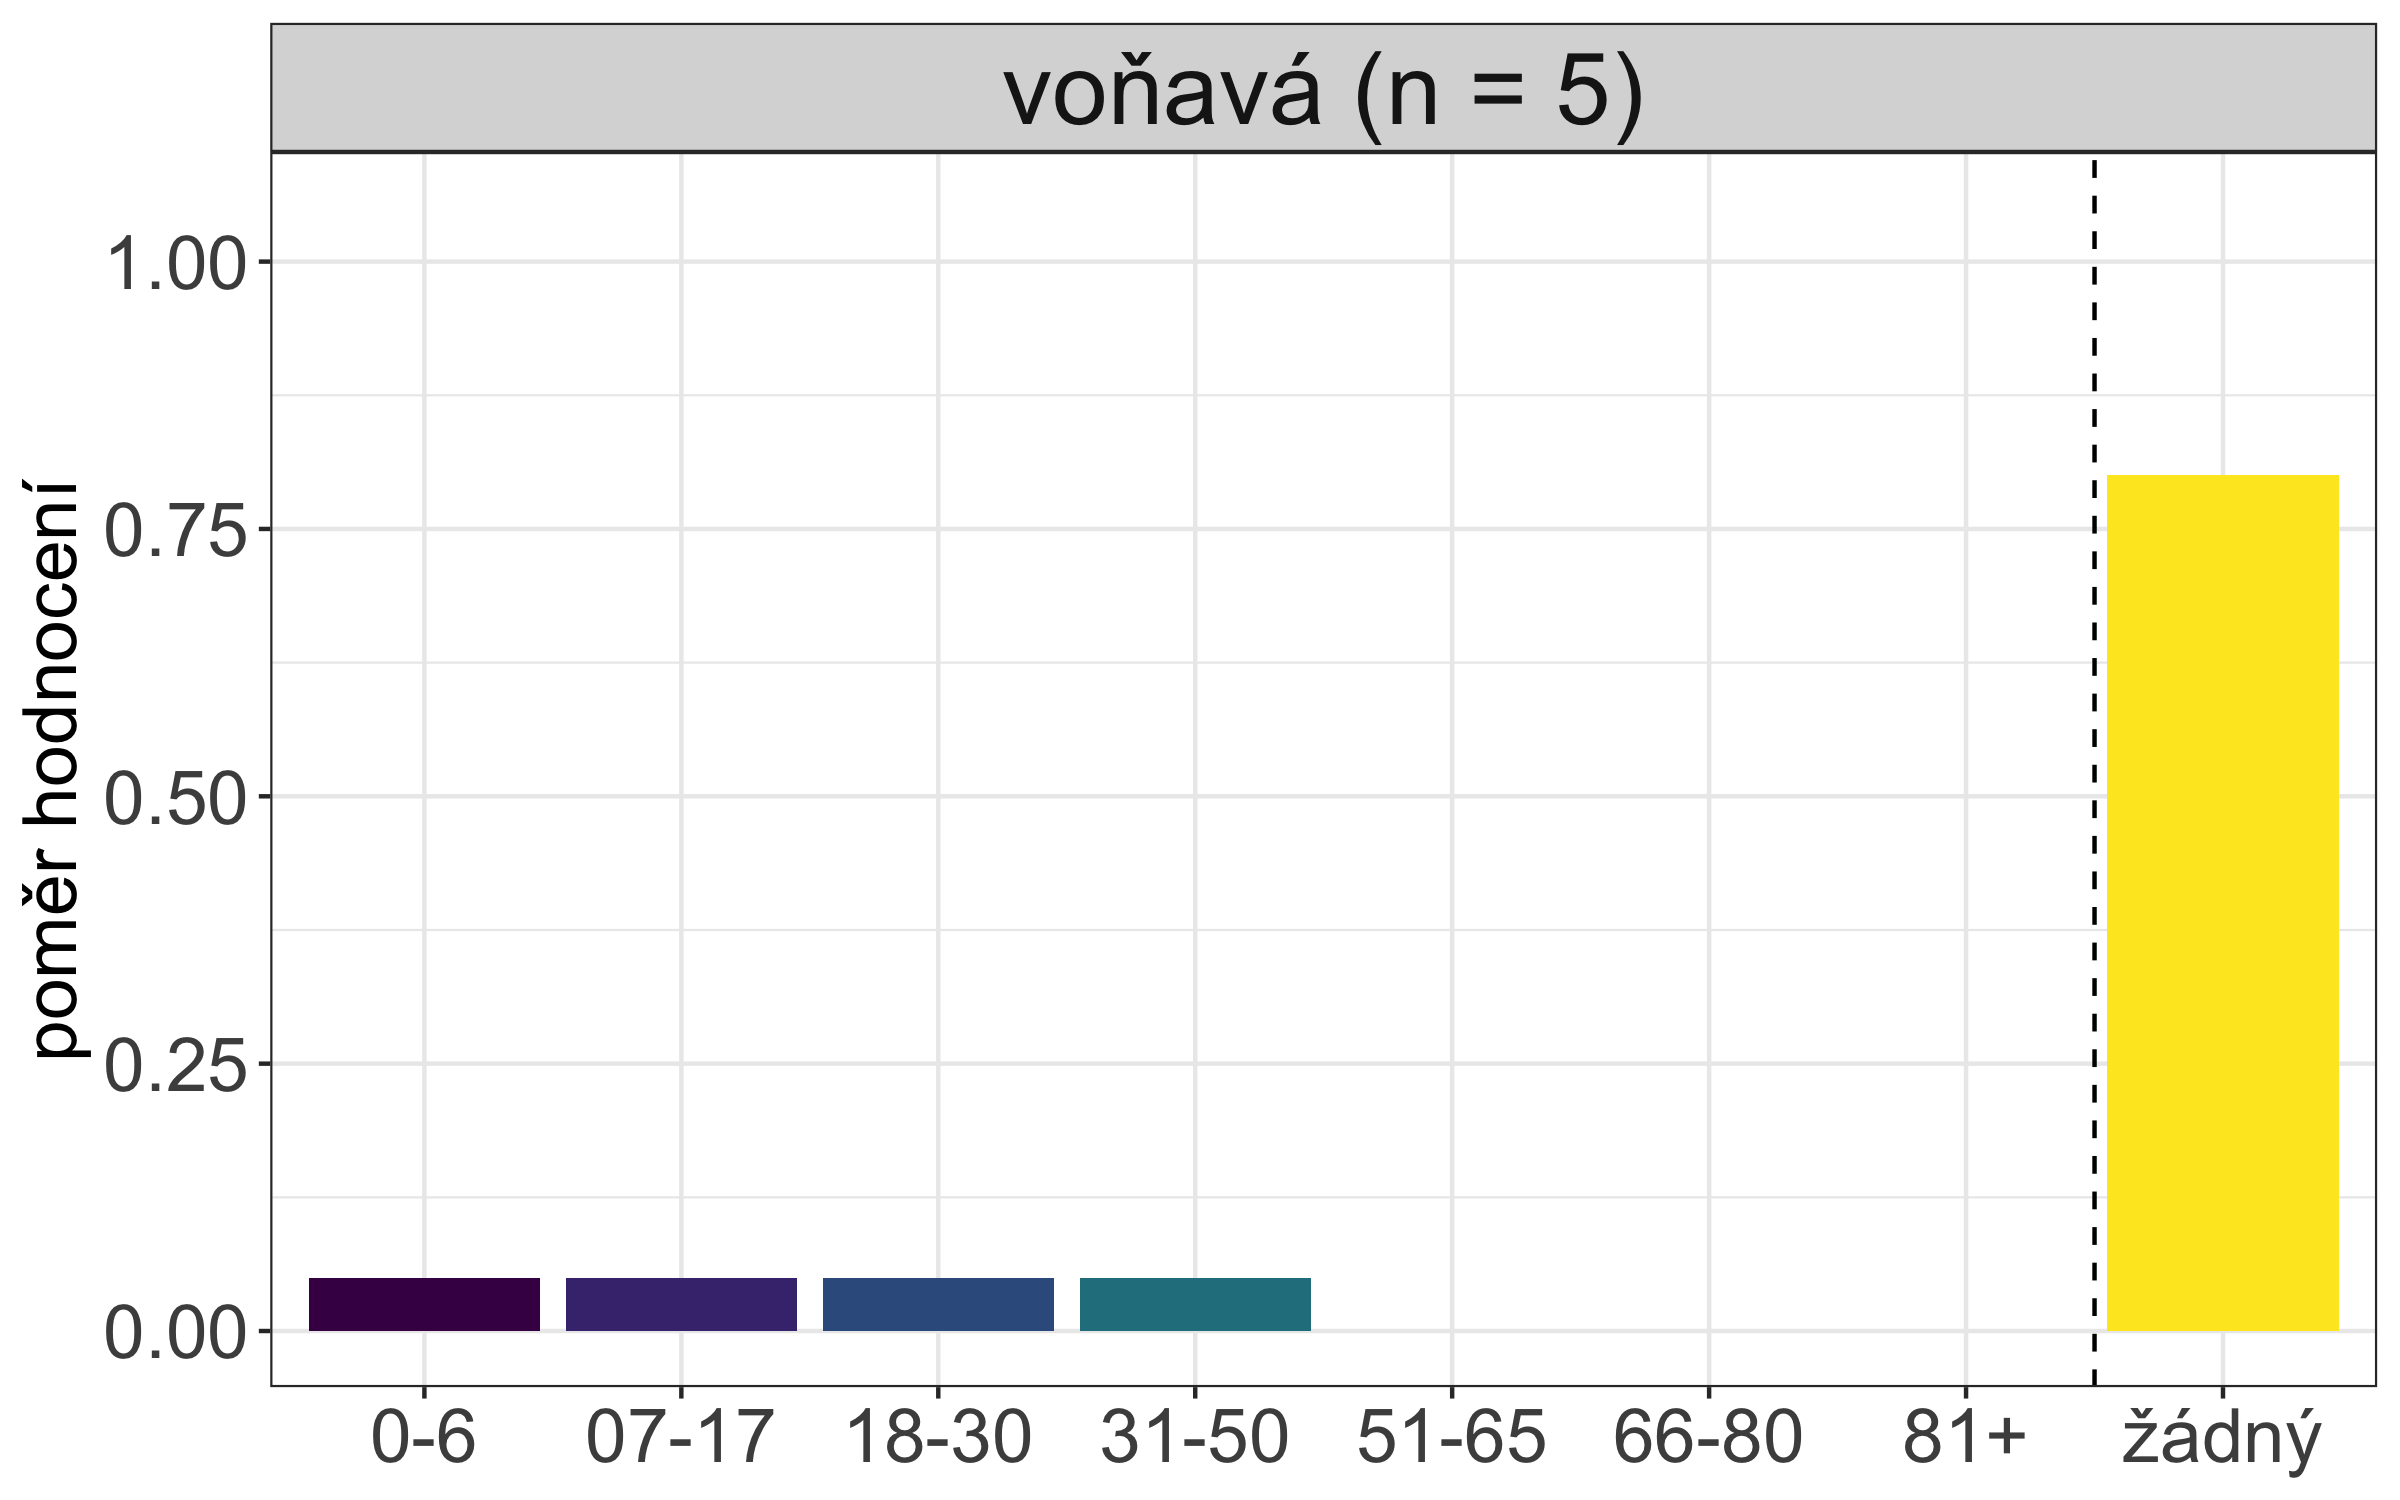 voňavá (n = 5)
poměr hodnocení
1.00
0.75
0.50
0.25
0.00
0-6 07-17 18-30 31-50 51-65 66-80 81+ žádný